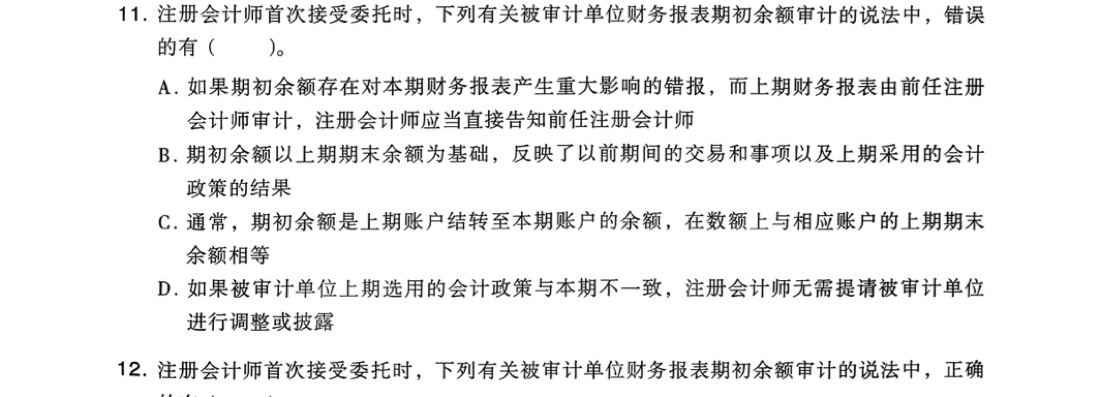 11. 注册会计师首次接受委托时，下列有关被审计单位财务报表期初余额审计的说法中，错误
的有（　　）。
A. 如果期初余额存在对本期财务报表产生重大影响的错报，而上期财务报表由前任注册
会计师审计，注册会计师应当直接告知前任注册会计师
B. 期初余额以上期期末余额为基础，反映了以前期间的交易和事项以及上期采用的会计
政策的结果
C. 通常，期初余额是上期账户结转至本期账户的余额，在数额上与相应账户的上期期末
余额相等
D. 如果被审计单位上期选用的会计政策与本期不一致，注册会计师无需提请被审计单位
进行调整或披露
12. 注册会计师首次接受委托时，下列有关被审计单位财务报表期初余额审计的说法中，正确